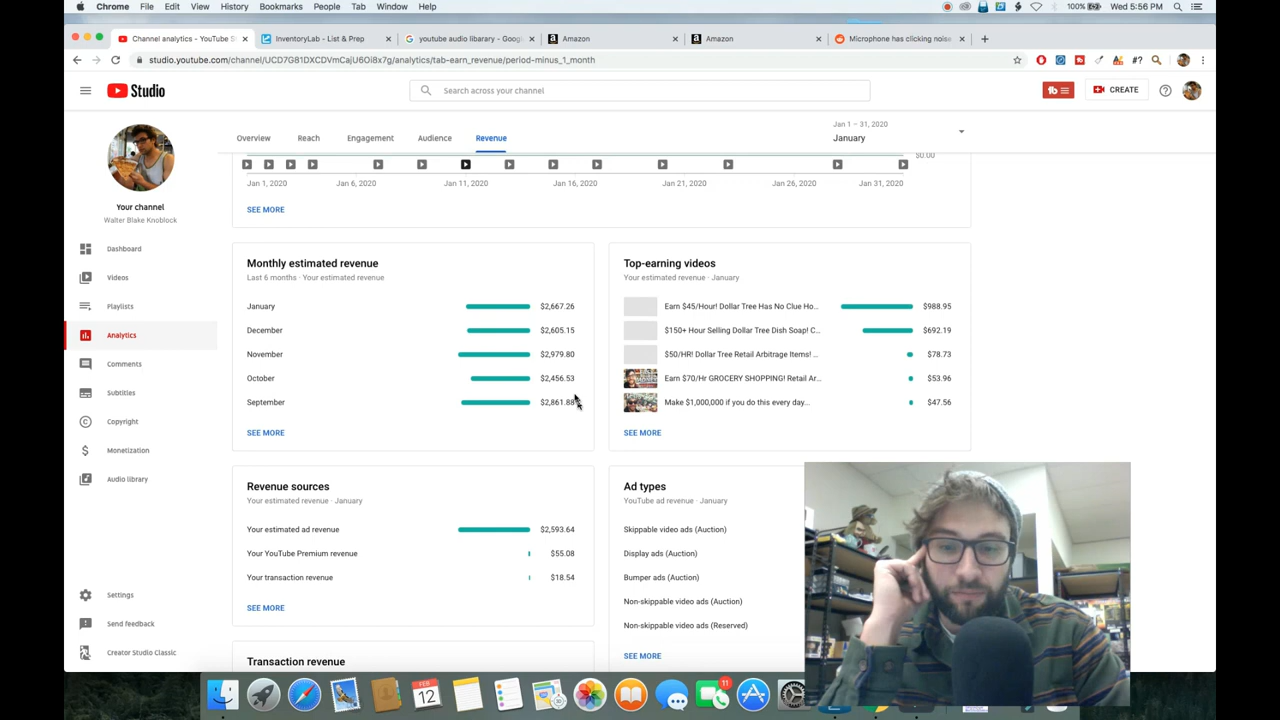 Chrome File Edit View History Bookmarks People Tab Window Help 100% Wed 5:56 PM
Channel analytics - YouTube S InventoryLab - List & Prep youtube audio libarary - Goog Amazon Amazon Microphone has clicking noise
studio.youtube.com/channel/UCD7G81DXCDVmCajU6Oi8x7g/analytics/tab-earn_revenue/period-minus_1_month
Studio Search across your channel CREATE
Overview Reach Engagement Audience Revenue
Jan 1 – 31, 2020
January
$0.00
Jan 1, 2020 Jan 6, 2020 Jan 11, 2020 Jan 16, 2020 Jan 21, 2020 Jan 26, 2020 Jan 31, 2020
SEE MORE
Your channel
Walter Blake Knoblock
Dashboard
Videos
Playlists
Analytics
Comments
Subtitles
Copyright
Monetization
Audio library
Settings
Send feedback
Creator Studio Classic
Monthly estimated revenue
Last 6 months · Your estimated revenue
January $2,667.26
December $2,605.15
November $2,979.80
October $2,456.53
September $2,861.88
SEE MORE
Top-earning videos
Your estimated revenue · January
Earn $45/Hour! Dollar Tree Has No Clue Ho... $988.95
$150+ Hour Selling Dollar Tree Dish Soap! C... $692.19
$50/HR! Dollar Tree Retail Arbitrage Items! ... $78.73
Earn $70/Hr GROCERY SHOPPING! Retail Ar... $53.96
Make $1,000,000 if you do this every day... $47.56
SEE MORE
Revenue sources
Your estimated revenue · January
Your estimated ad revenue $2,593.64
Your YouTube Premium revenue $55.08
Your transaction revenue $18.54
SEE MORE
Ad types
YouTube ad revenue · January
Skippable video ads (Auction)
Display ads (Auction)
Bumper ads (Auction)
Non-skippable video ads (Auction)
Non-skippable video ads (Reserved)
SEE MORE
Transaction revenue
FEB
12
11